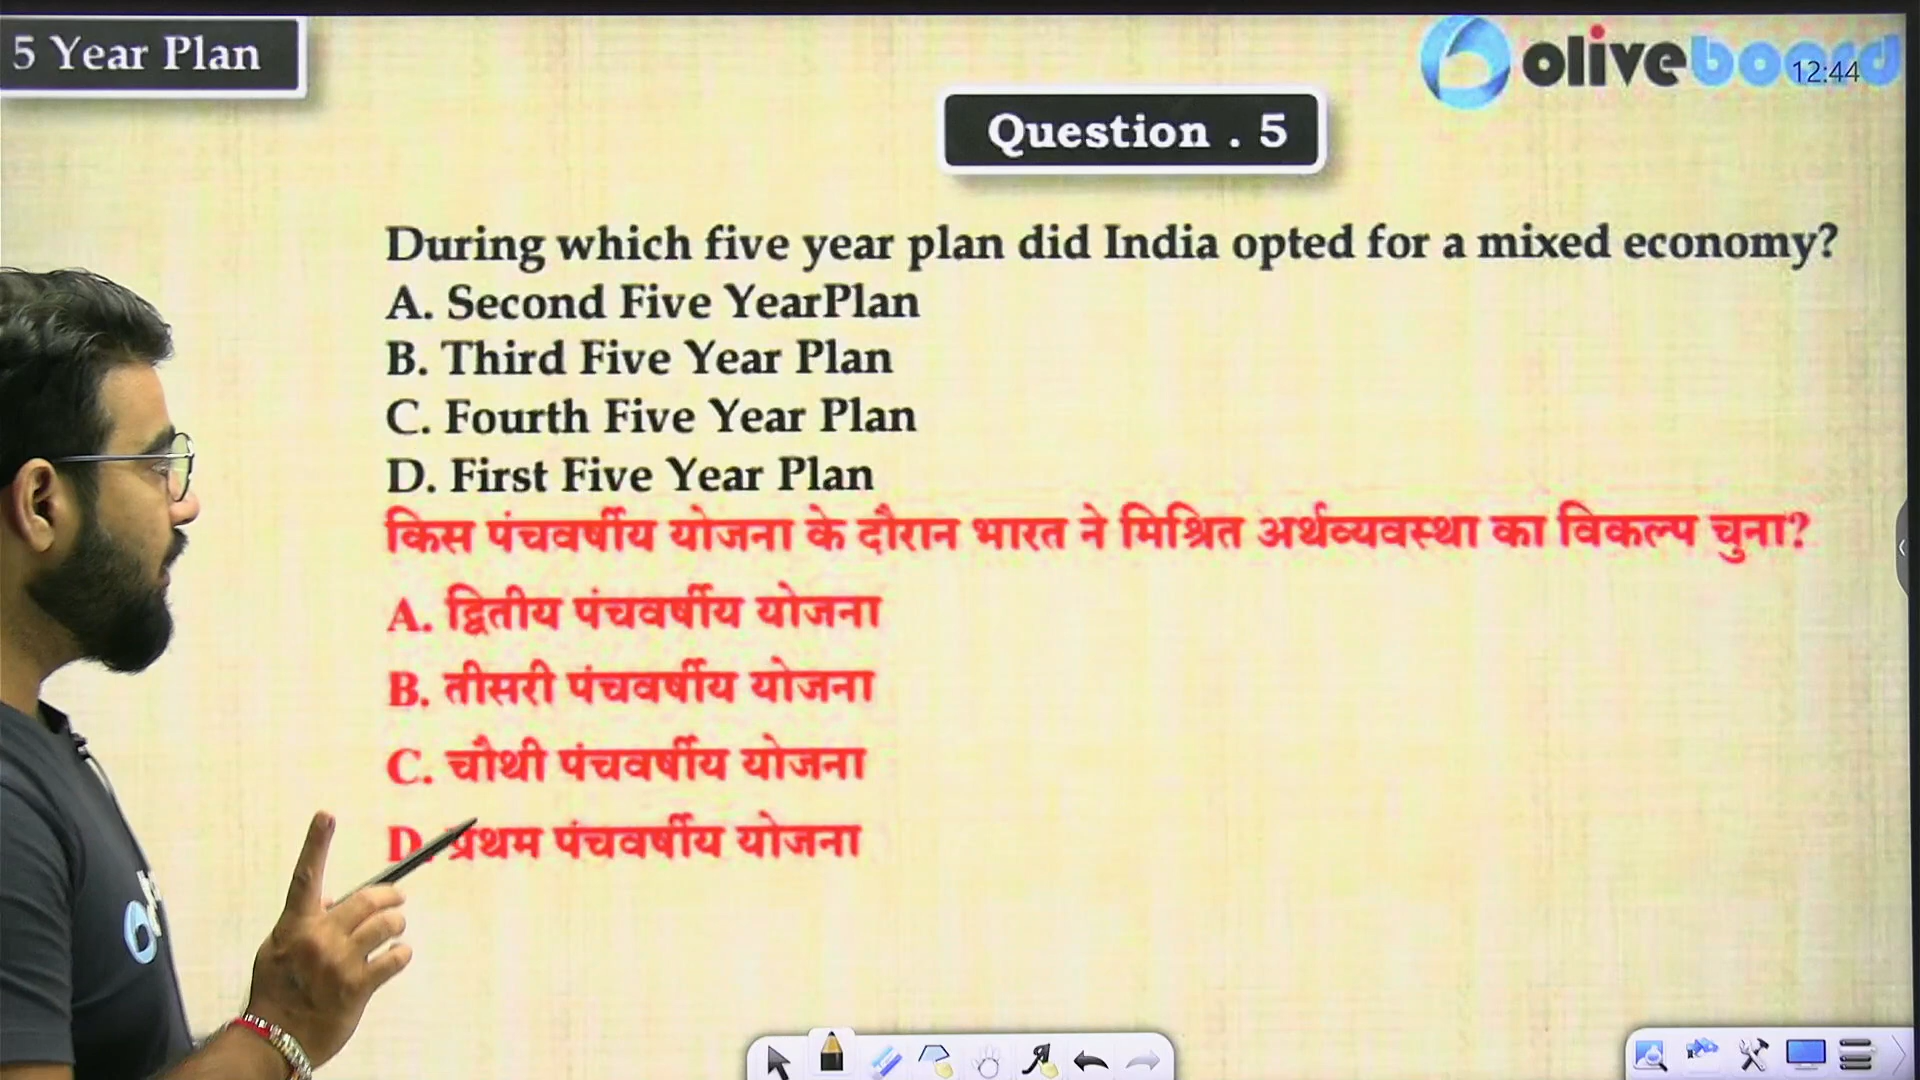 5 Year Plan
oliveboard
12:44
Question . 5
During which five year plan did India opted for a mixed economy?
A. Second Five YearPlan
B. Third Five Year Plan
C. Fourth Five Year Plan
D. First Five Year Plan
किस पंचवर्षीय योजना के दौरान भारत ने मिश्रित अर्थव्यवस्था का विकल्प चुना?
A. द्वितीय पंचवर्षीय योजना
B. तीसरी पंचवर्षीय योजना
C. चौथी पंचवर्षीय योजना
D. प्रथम पंचवर्षीय योजना